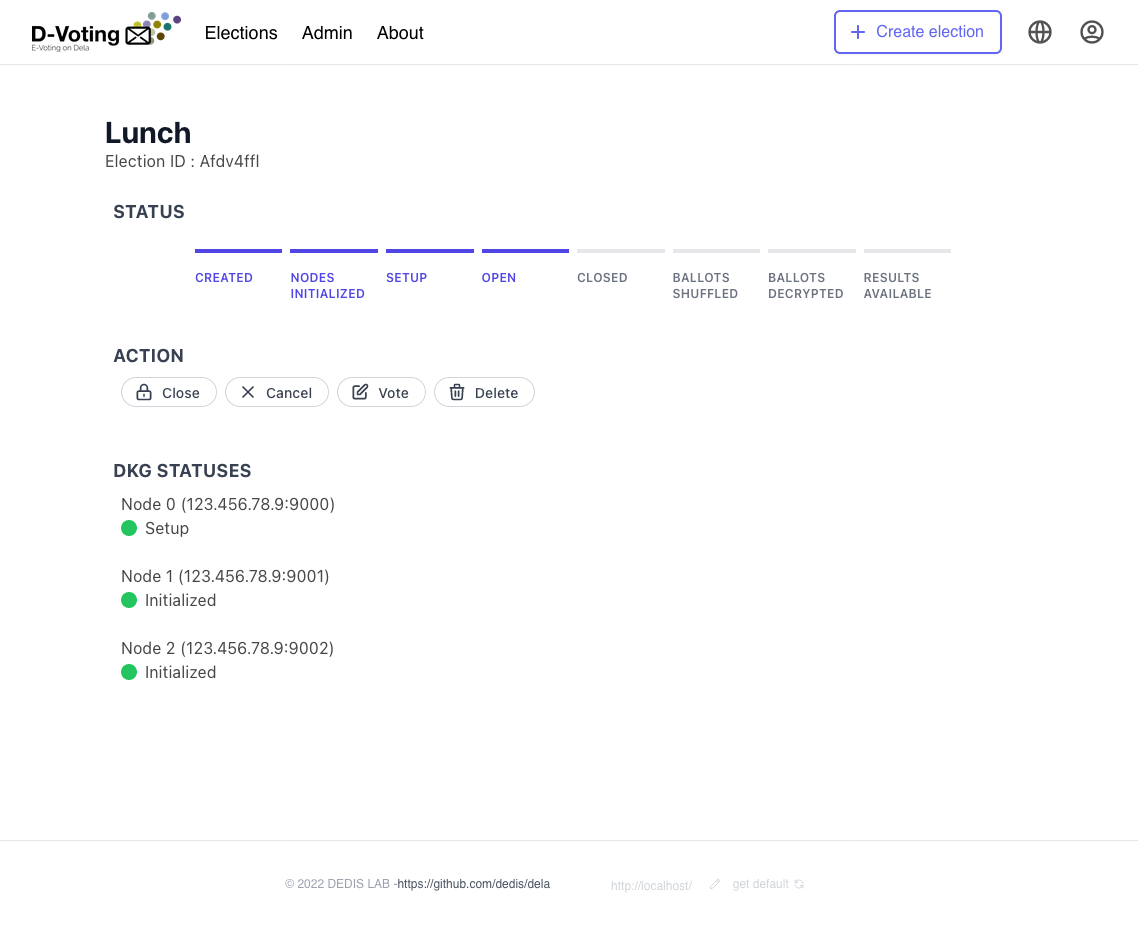 D-Voting
E-Voting on Dela
Elections Admin About
Create election
Lunch
Election ID : Afdv4ffl
STATUS
CREATED
NODES INITIALIZED
SETUP
OPEN
CLOSED
BALLOTS SHUFFLED
BALLOTS DECRYPTED
RESULTS AVAILABLE
ACTION
Close Cancel Vote Delete
DKG STATUSES
Node 0 (123.456.78.9:9000)
Setup
Node 1 (123.456.78.9:9001)
Initialized
Node 2 (123.456.78.9:9002)
Initialized
© 2022 DEDIS LAB -https://github.com/dedis/dela http://localhost/ get default